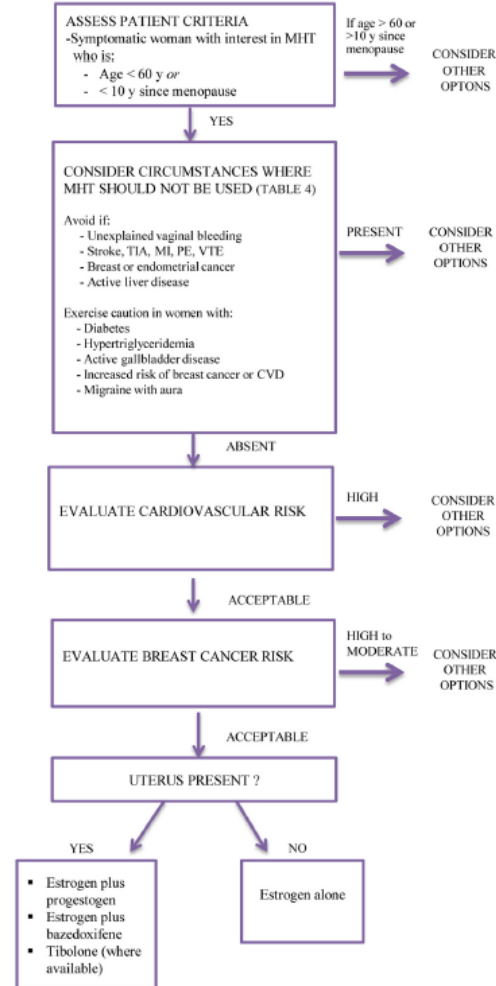 ASSESS PATIENT CRITERIA
-Symptomatic woman with interest in MHT
who is:
- Age < 60 y or
- < 10 y since menopause
If age > 60 or
>10 y since
menopause
CONSIDER
OTHER
OPTONS
YES
CONSIDER CIRCUMSTANCES WHERE
MHT SHOULD NOT BE USED (TABLE 4)
Avoid if:
- Unexplained vaginal bleeding
- Stroke, TIA, MI, PE, VTE
- Breast or endometrial cancer
- Active liver disease
Exercise caution in women with:
- Diabetes
- Hypertriglyceridemia
- Active gallbladder disease
- Increased risk of breast cancer or CVD
- Migraine with aura
PRESENT
CONSIDER
OTHER
OPTIONS
ABSENT
EVALUATE CARDIOVASCULAR RISK
HIGH
CONSIDER
OTHER
OPTIONS
ACCEPTABLE
EVALUATE BREAST CANCER RISK
HIGH to
MODERATE
CONSIDER
OTHER
OPTIONS
ACCEPTABLE
UTERUS PRESENT ?
YES
▪ Estrogen plus
progestogen
▪ Estrogen plus
bazedoxifene
▪ Tibolone (where
available)
NO
Estrogen alone